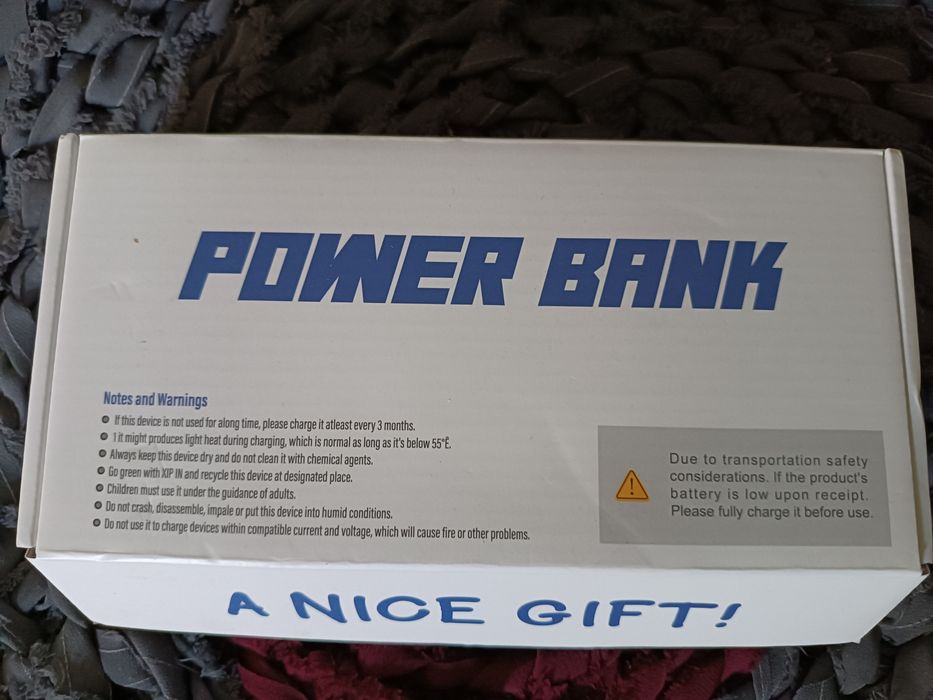 POWER BANK
Notes and Warnings
If this device is not used for along time, please charge it atleast every 3 months.
1 it might produces light heat during charging, which is normal as long as it's below 55℃.
Always keep this device dry and do not clean it with chemical agents.
Go green with XIP IN and recycle this device at designated place.
Children must use it under the guidance of adults.
Do not crash, disassemble, impale or put this device into humid conditions.
Do not use it to charge devices within compatible current and voltage, which will cause fire or other problems.
Due to transportation safety
considerations. If the product's
battery is low upon receipt.
Please fully charge it before use.
A NICE GIFT!